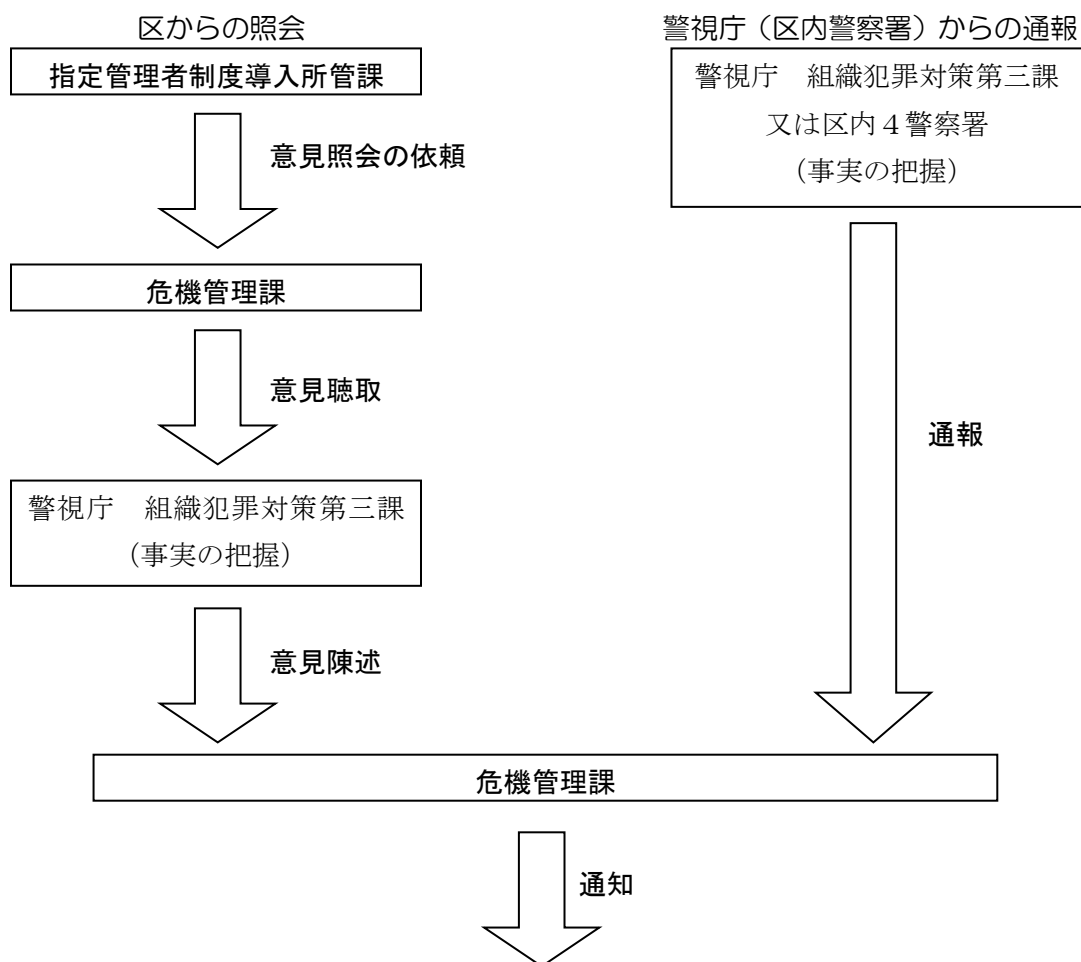 区からの照会
指定管理者制度導入所管課
意見照会の依頼
危機管理課
意見聴取
警視庁　組織犯罪対策第三課
（事実の把握）
意見陳述
警視庁（区内警察署）からの通報
警視庁　組織犯罪対策第三課
又は区内４警察署
（事実の把握）
通報
危機管理課
通知